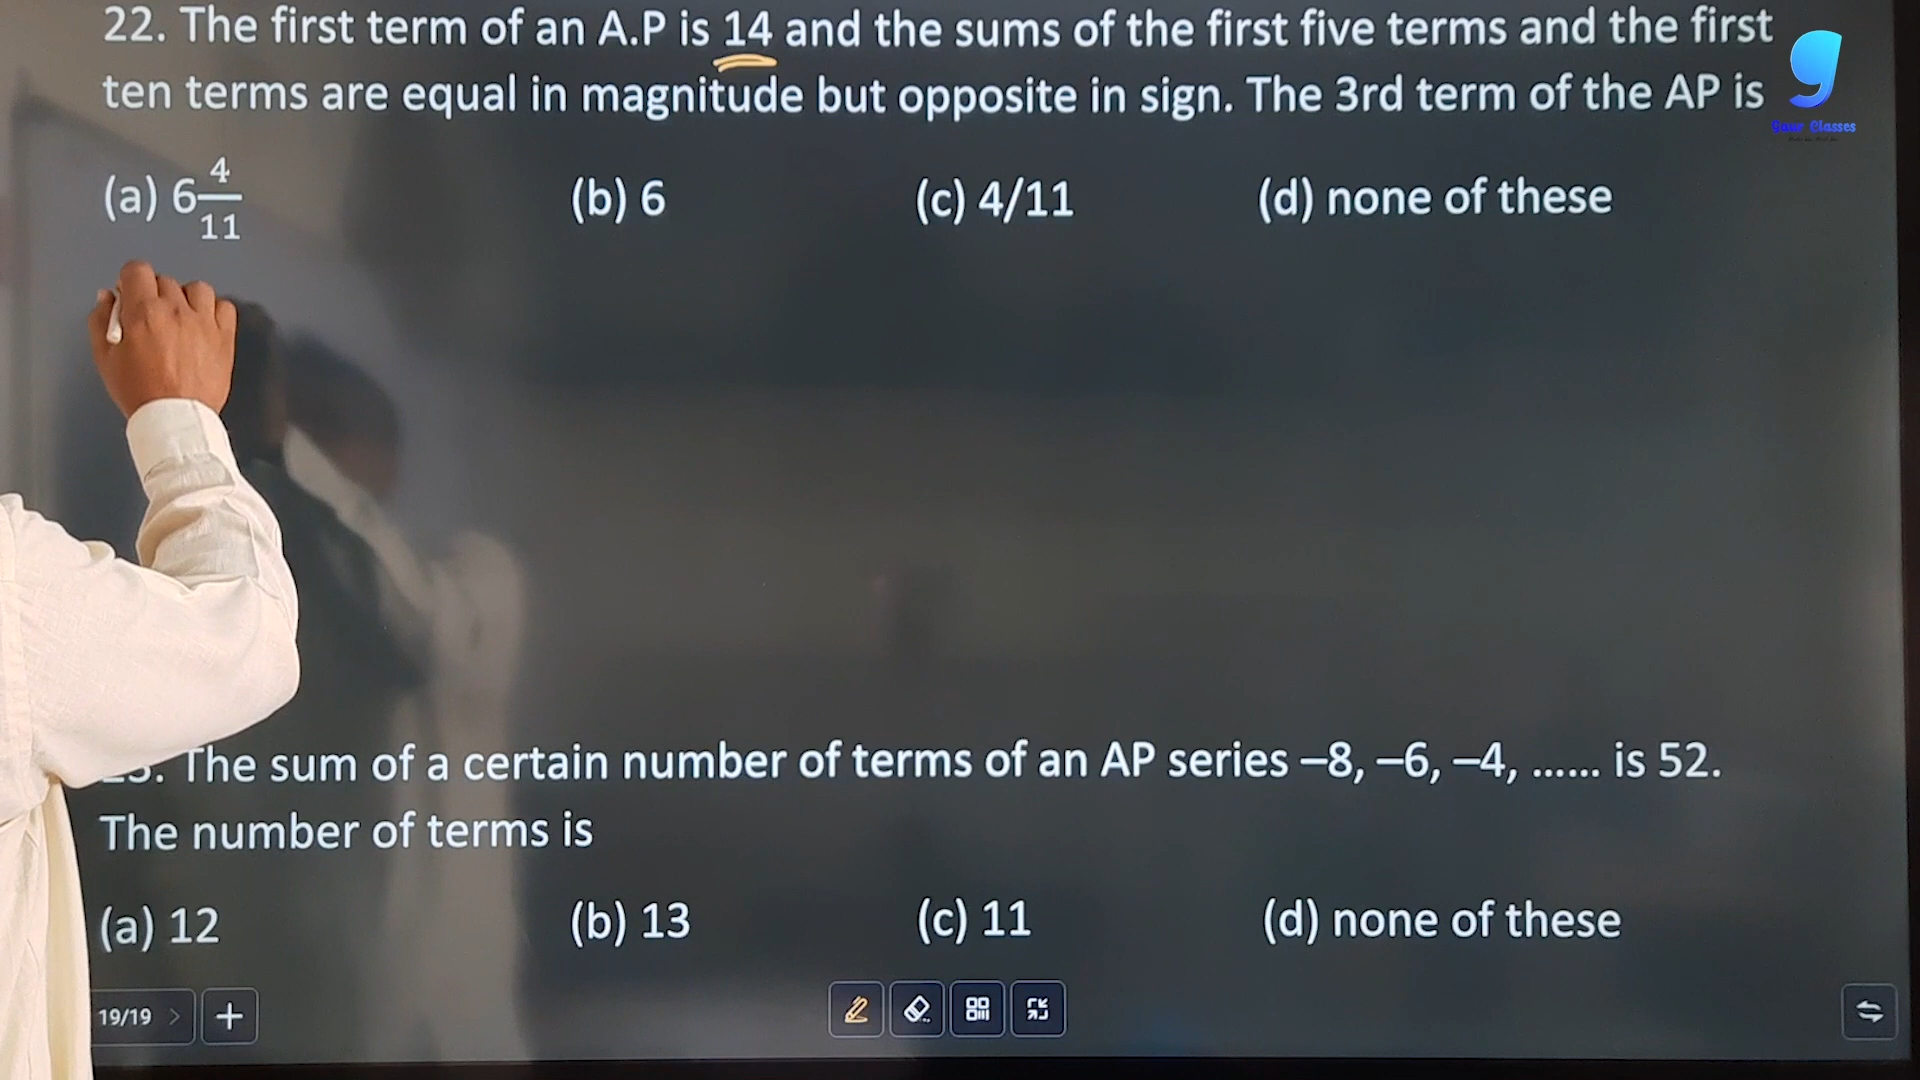 22. The first term of an A.P is 14 and the sums of the first five terms and the first
ten terms are equal in magnitude but opposite in sign. The 3rd term of the AP is
(a) 6 4/11 (b) 6 (c) 4/11 (d) none of these
The sum of a certain number of terms of an AP series –8, –6, –4, ...... is 52.
The number of terms is
(a) 12 (b) 13 (c) 11 (d) none of these
19/19
Gour Classes